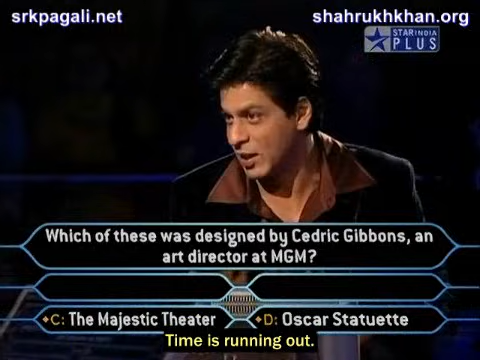 srkpagali.net
shahrukhkhan.org
STAR INDIA
PLUS
Which of these was designed by Cedric Gibbons, an
art director at MGM?
C: The Majestic Theater
D: Oscar Statuette
Time is running out.